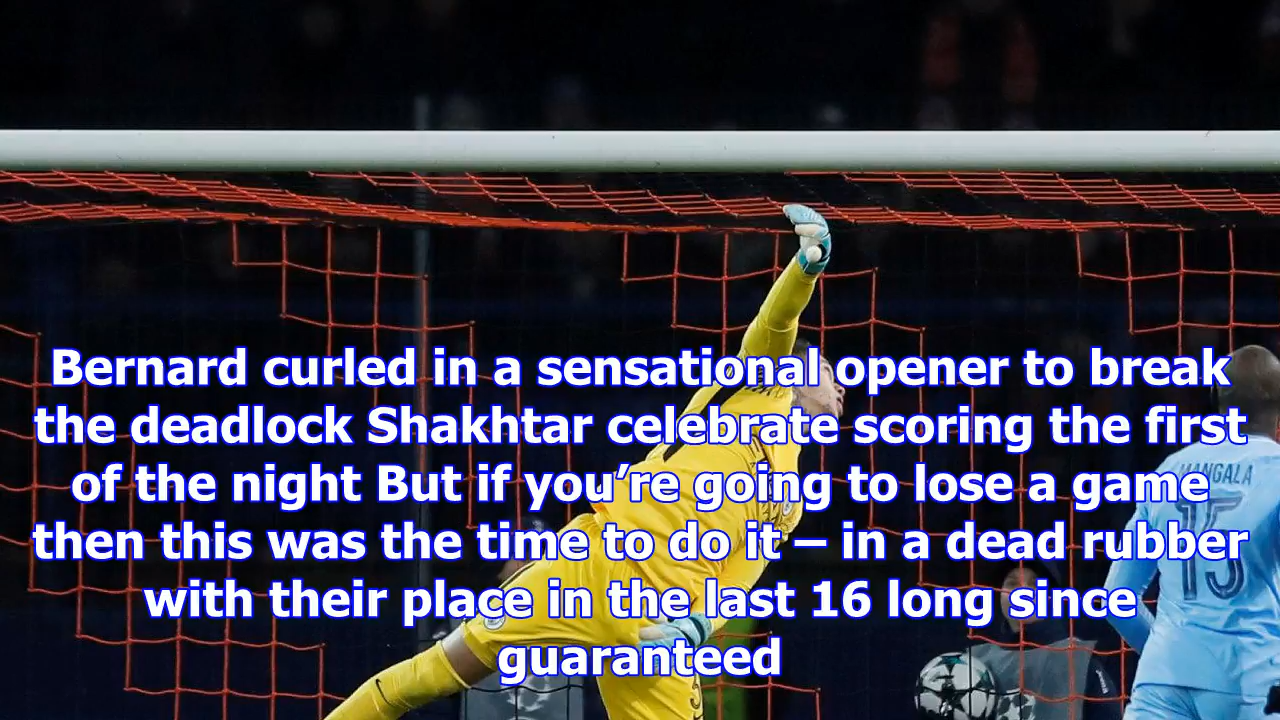 Bernard curled in a sensational opener to break
the deadlock Shakhtar celebrate scoring the first
of the night But if you’re going to lose a game
then this was the time to do it – in a dead rubber
with their place in the last 16 long since
guaranteed
MANGALA
15